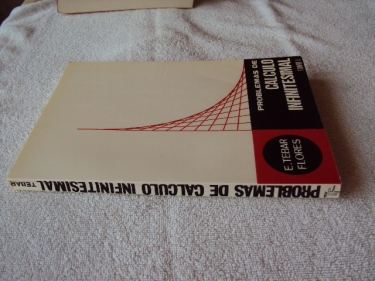 PROBLEMAS DE
CALCULO
INFINITESIMAL
TOMO I
E. TEBAR
FLORES
PROBLEMAS DE CALCULO INFINITESIMAL TEBAR